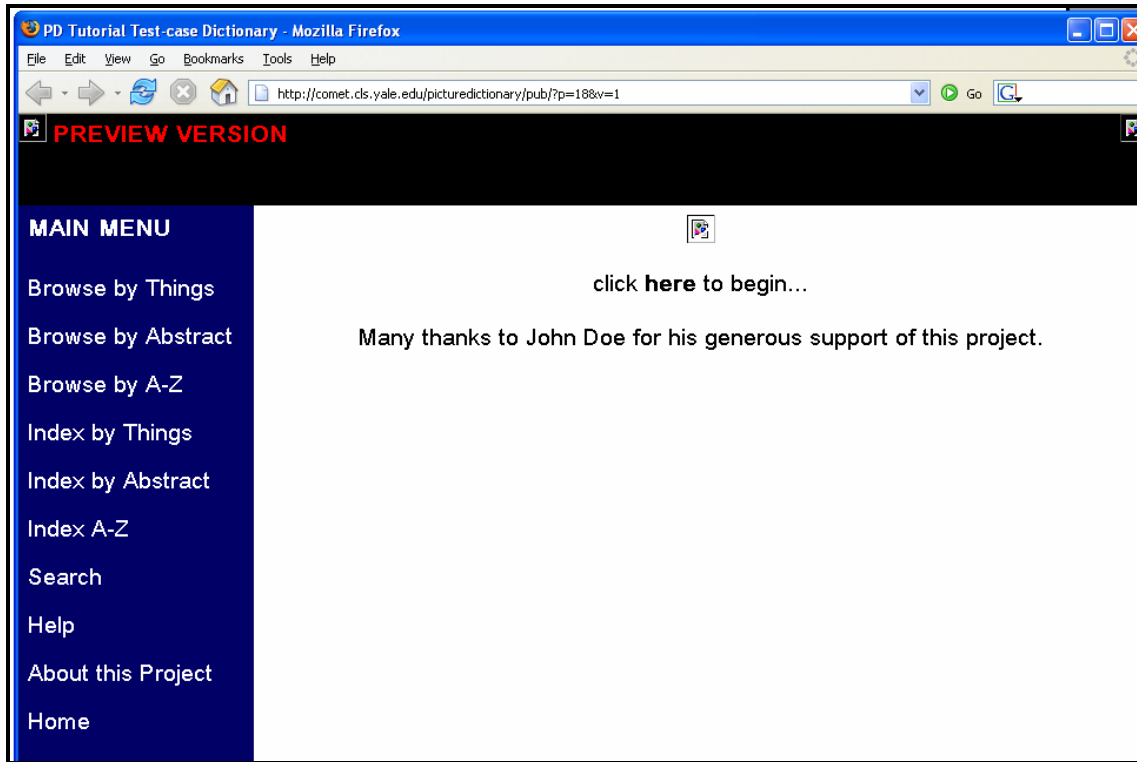 PD Tutorial Test-case Dictionary - Mozilla Firefox
File Edit View Go Bookmarks Tools Help
http://comet.cls.yale.edu/picturedictionary/pub/?p=18&v=1 Go G
PREVIEW VERSION
MAIN MENU
Browse by Things
Browse by Abstract
Browse by A-Z
Index by Things
Index by Abstract
Index A-Z
Search
Help
About this Project
Home
click here to begin...
Many thanks to John Doe for his generous support of this project.